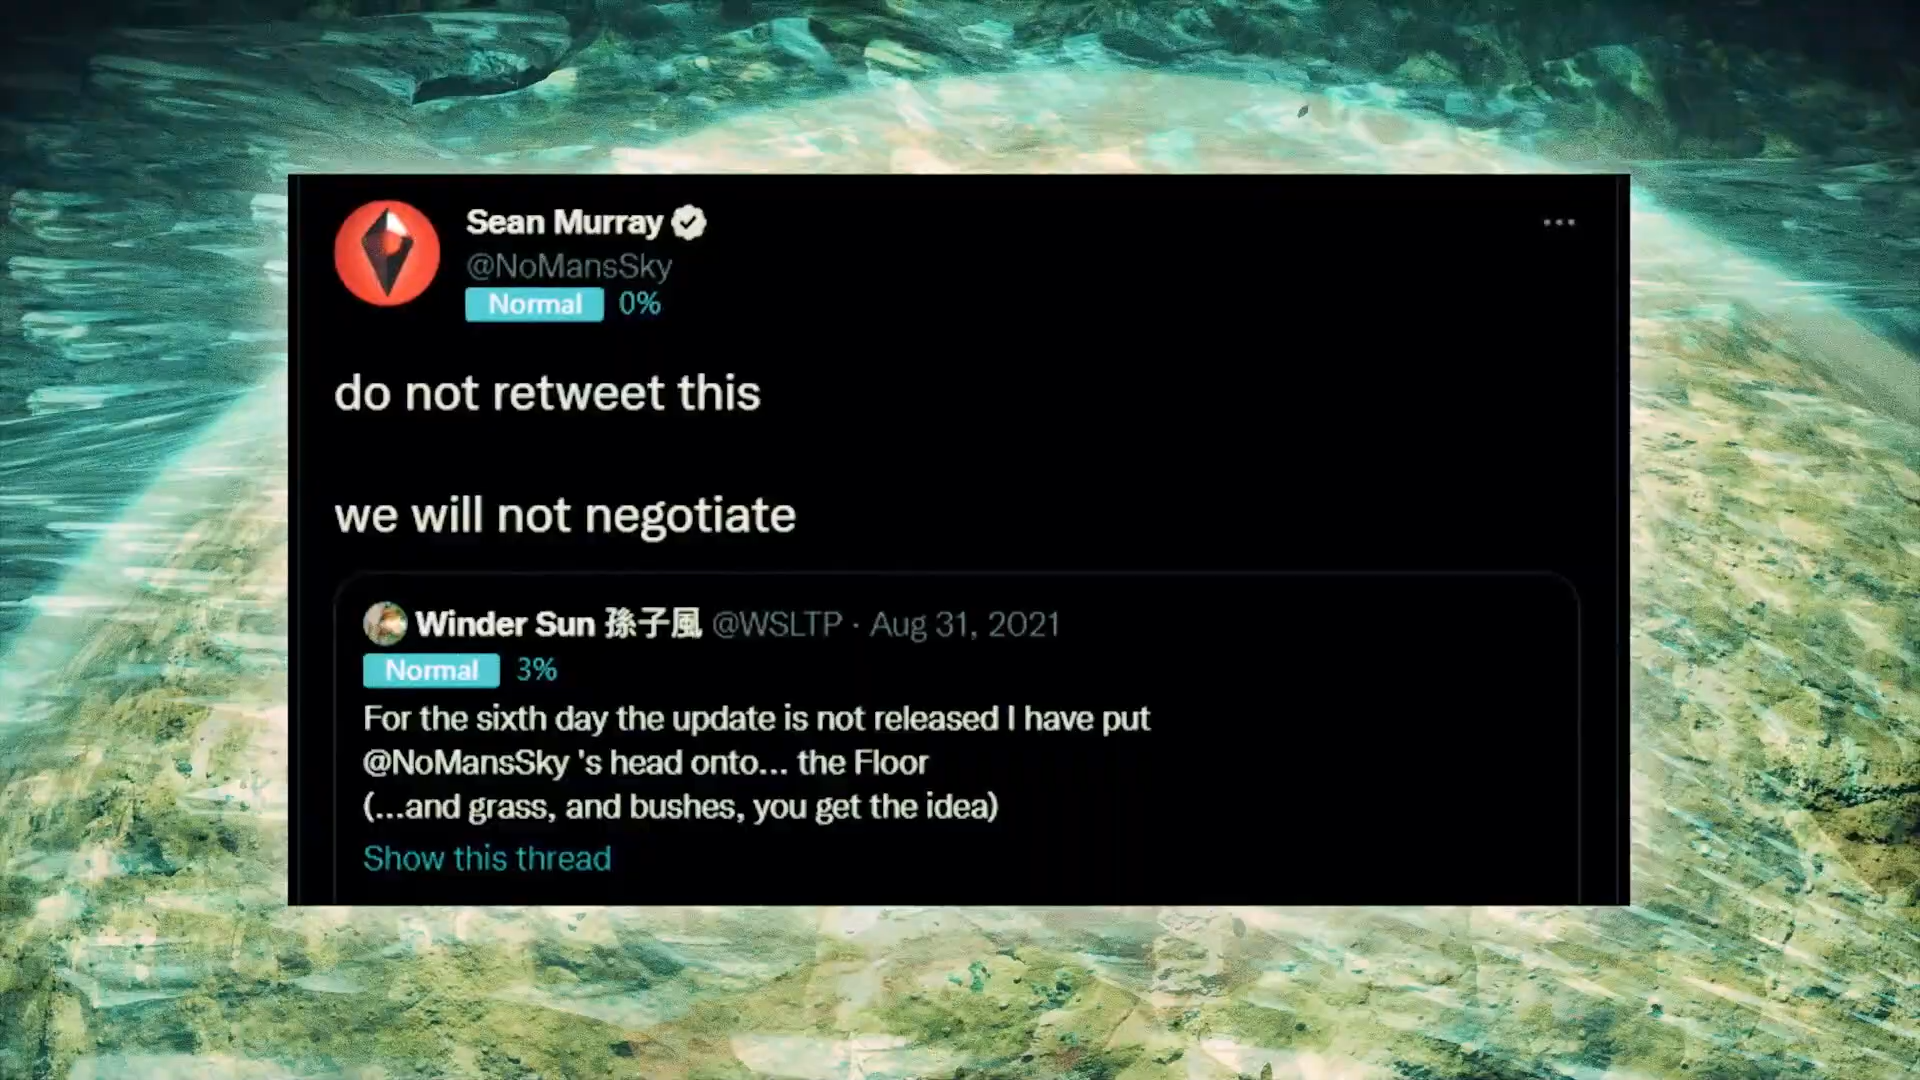 Sean Murray
@NoMansSky
Normal 0%
do not retweet this
we will not negotiate
Winder Sun 孫子風 @WSLTP · Aug 31, 2021
Normal 3%
For the sixth day the update is not released I have put
@NoMansSky 's head onto... the Floor
(...and grass, and bushes, you get the idea)
Show this thread